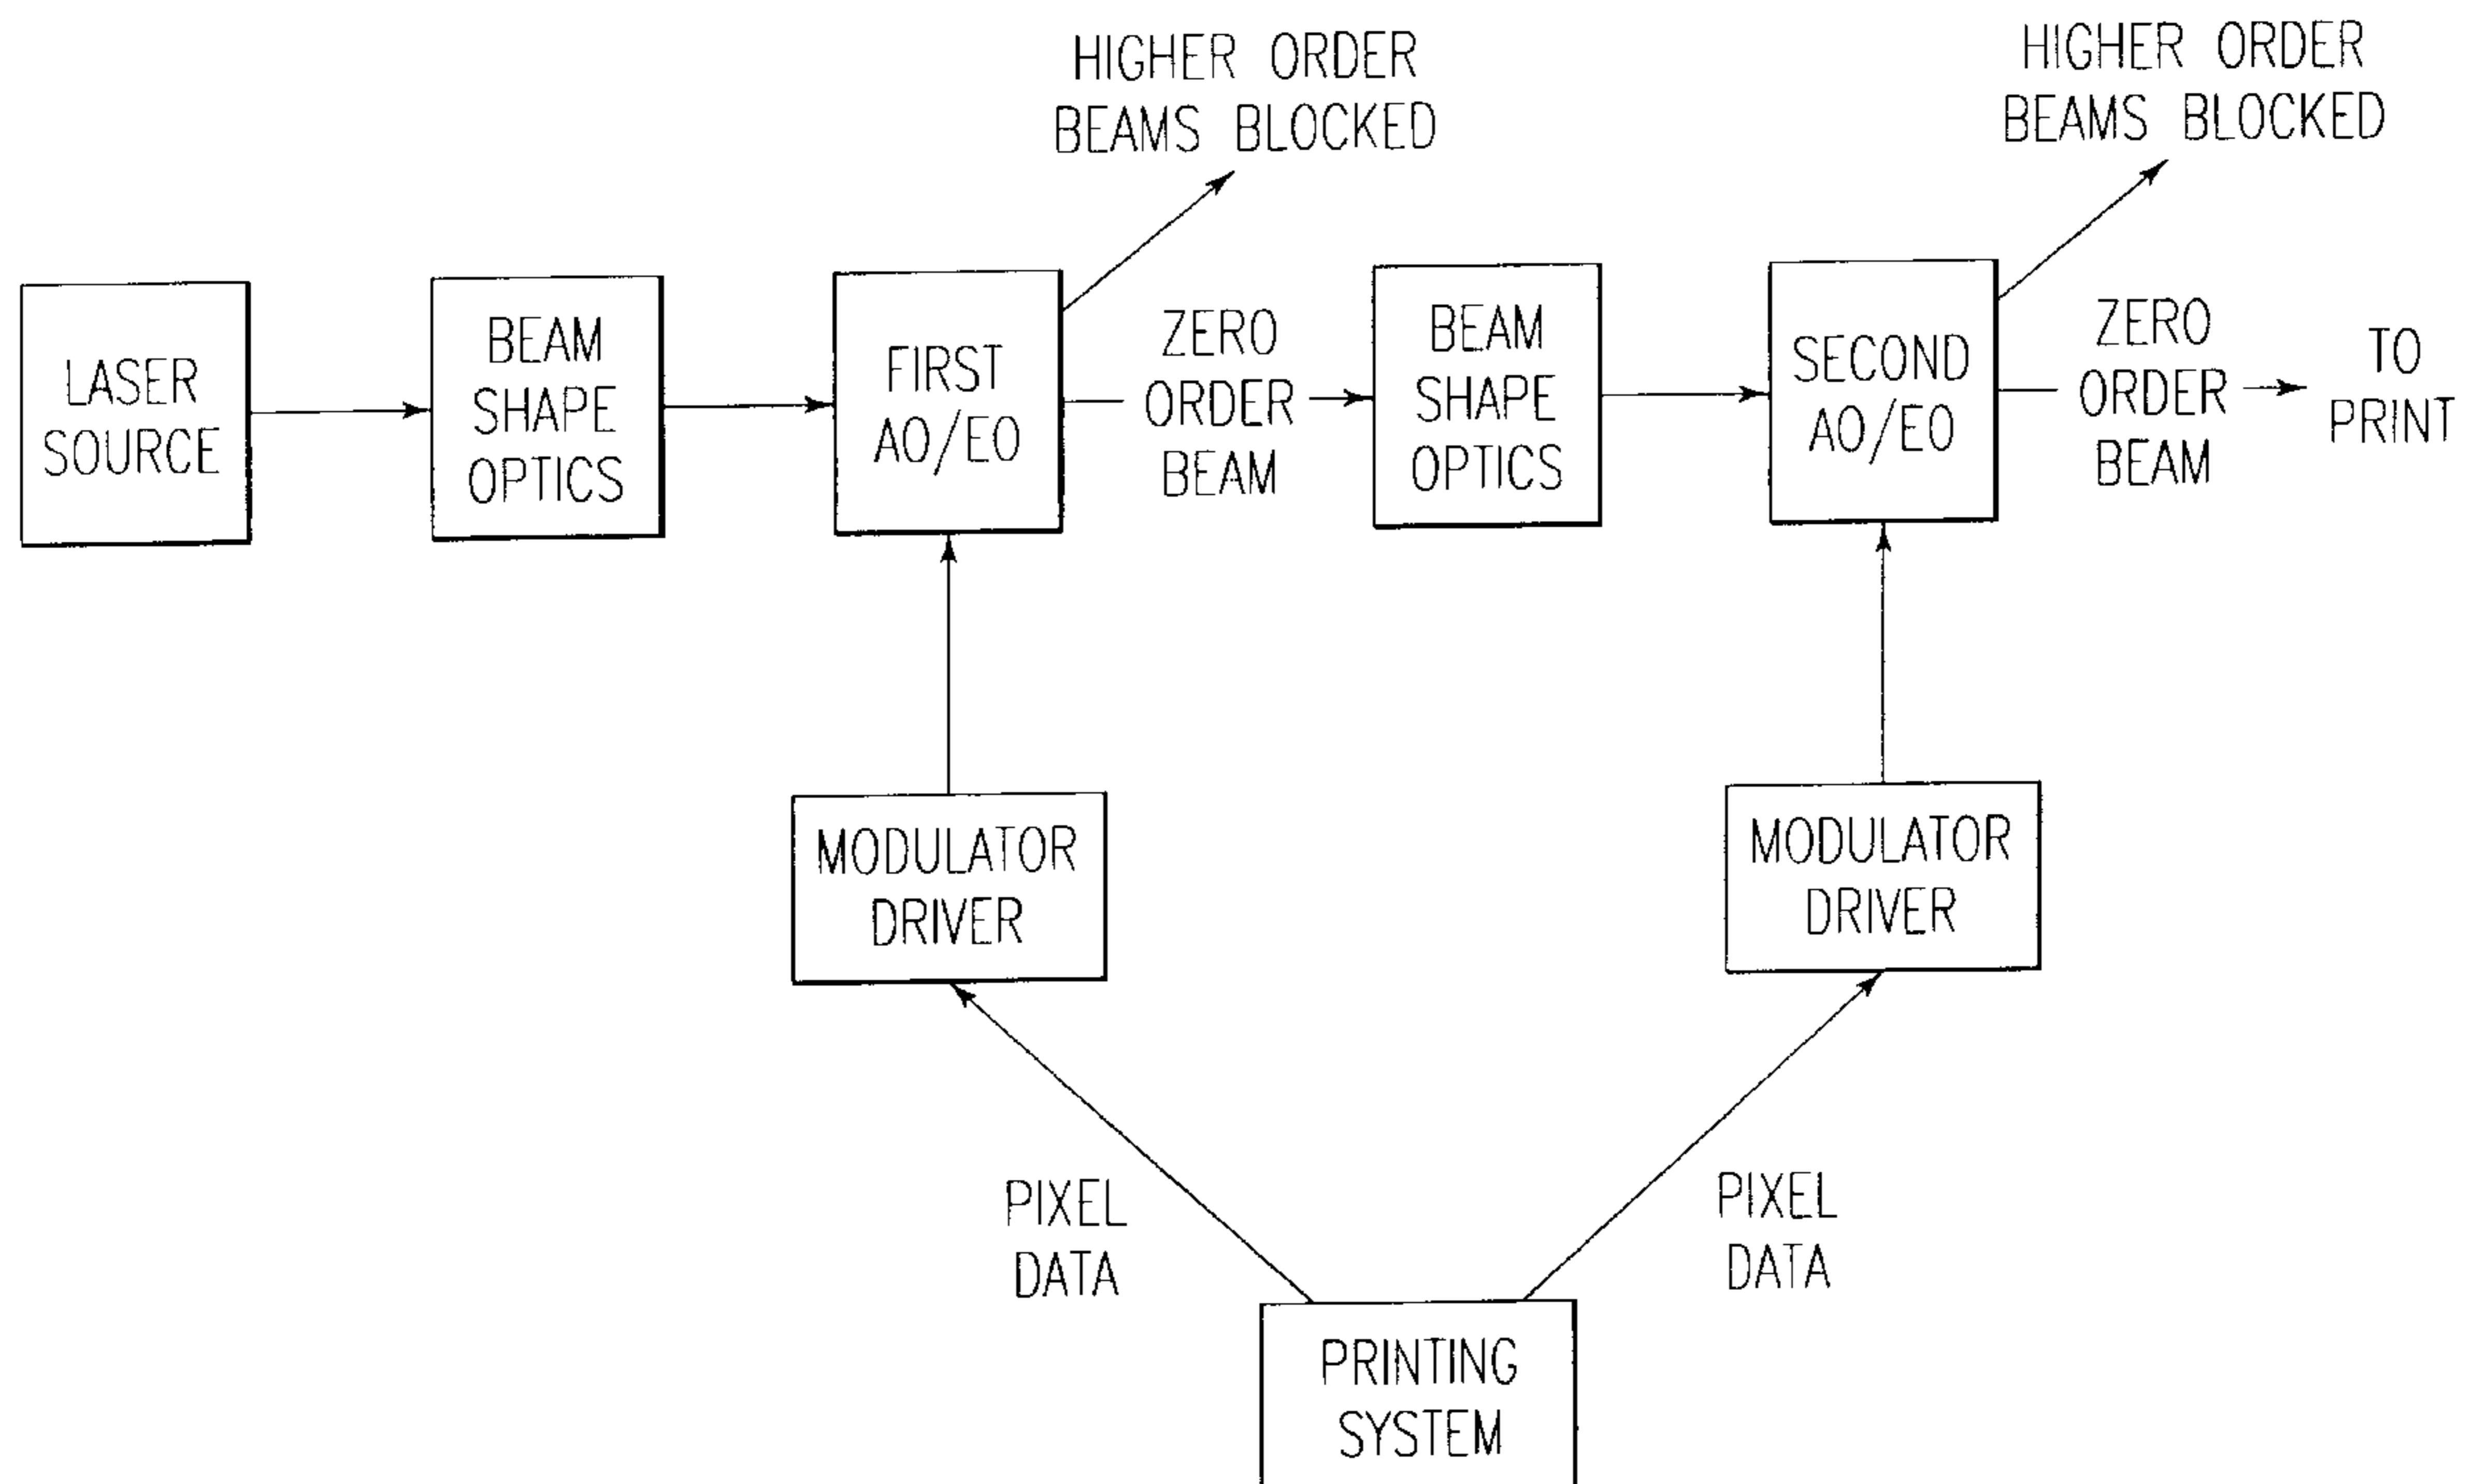 HIGHER ORDER
BEAMS BLOCKED
HIGHER ORDER
BEAMS BLOCKED
LASER
SOURCE
BEAM
SHAPE
OPTICS
FIRST
AO/EO
ZERO
ORDER
BEAM
BEAM
SHAPE
OPTICS
SECOND
AO/EO
ZERO
ORDER
BEAM
TO
PRINT
MODULATOR
DRIVER
MODULATOR
DRIVER
PIXEL
DATA
PIXEL
DATA
PRINTING
SYSTEM